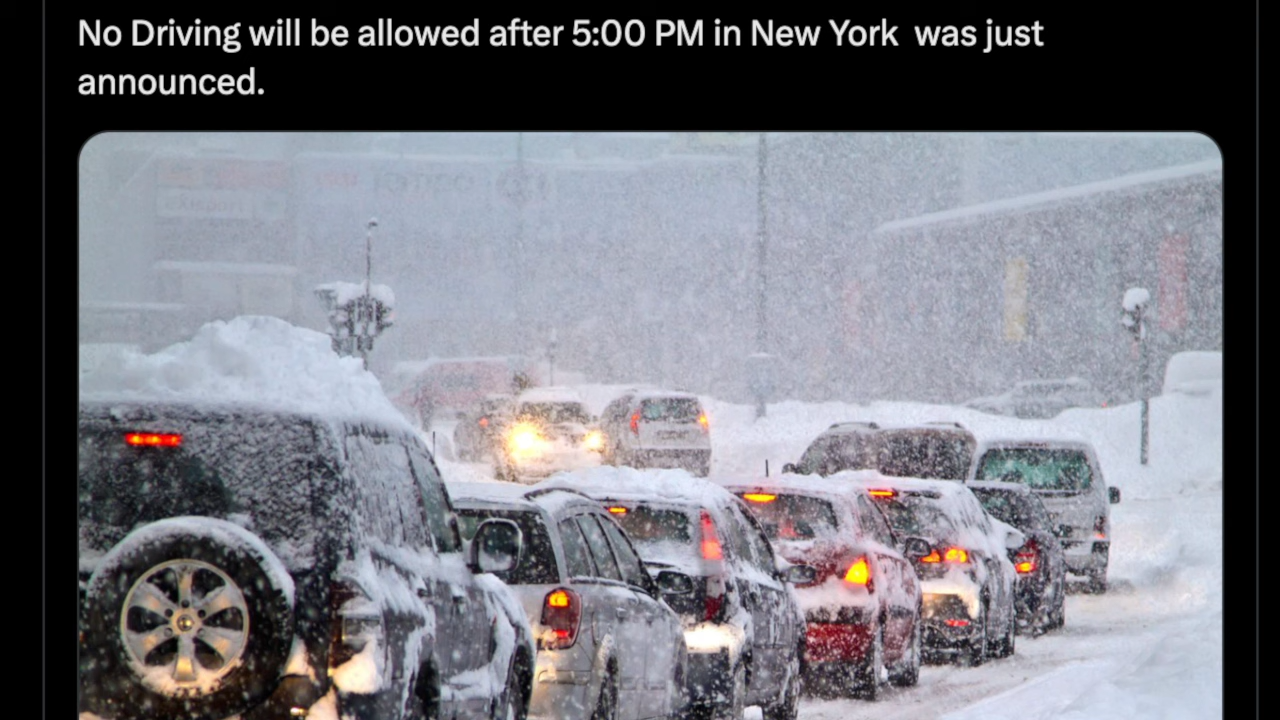 No Driving will be allowed after 5:00 PM in New York  was just
announced.